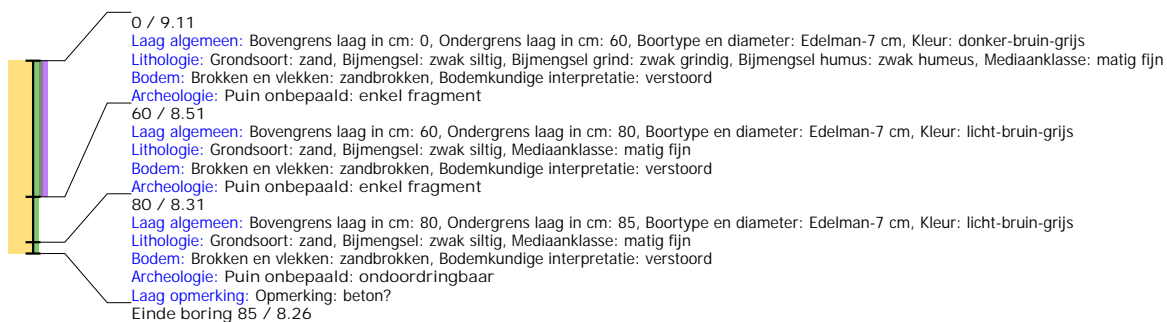 0 / 9.11
Laag algemeen: Bovengrens laag in cm: 0, Ondergrens laag in cm: 60, Boortype en diameter: Edelman-7 cm, Kleur: donker-bruin-grijs
Lithologie: Grondsoort: zand, Bijmengsel: zwak siltig, Bijmengsel grind: zwak grindig, Bijmengsel humus: zwak humeus, Mediaanklasse: matig fijn
Bodem: Brokken en vlekken: zandbrokken, Bodemkundige interpretatie: verstoord
Archeologie: Puin onbepaald: enkel fragment
60 / 8.51
Laag algemeen: Bovengrens laag in cm: 60, Ondergrens laag in cm: 80, Boortype en diameter: Edelman-7 cm, Kleur: licht-bruin-grijs
Lithologie: Grondsoort: zand, Bijmengsel: zwak siltig, Mediaanklasse: matig fijn
Bodem: Brokken en vlekken: zandbrokken, Bodemkundige interpretatie: verstoord
Archeologie: Puin onbepaald: enkel fragment
80 / 8.31
Laag algemeen: Bovengrens laag in cm: 80, Ondergrens laag in cm: 85, Boortype en diameter: Edelman-7 cm, Kleur: licht-bruin-grijs
Lithologie: Grondsoort: zand, Bijmengsel: zwak siltig, Mediaanklasse: matig fijn
Bodem: Brokken en vlekken: zandbrokken, Bodemkundige interpretatie: verstoord
Archeologie: Puin onbepaald: ondoordringbaar
Laag opmerking: Opmerking: beton?
Einde boring 85 / 8.26